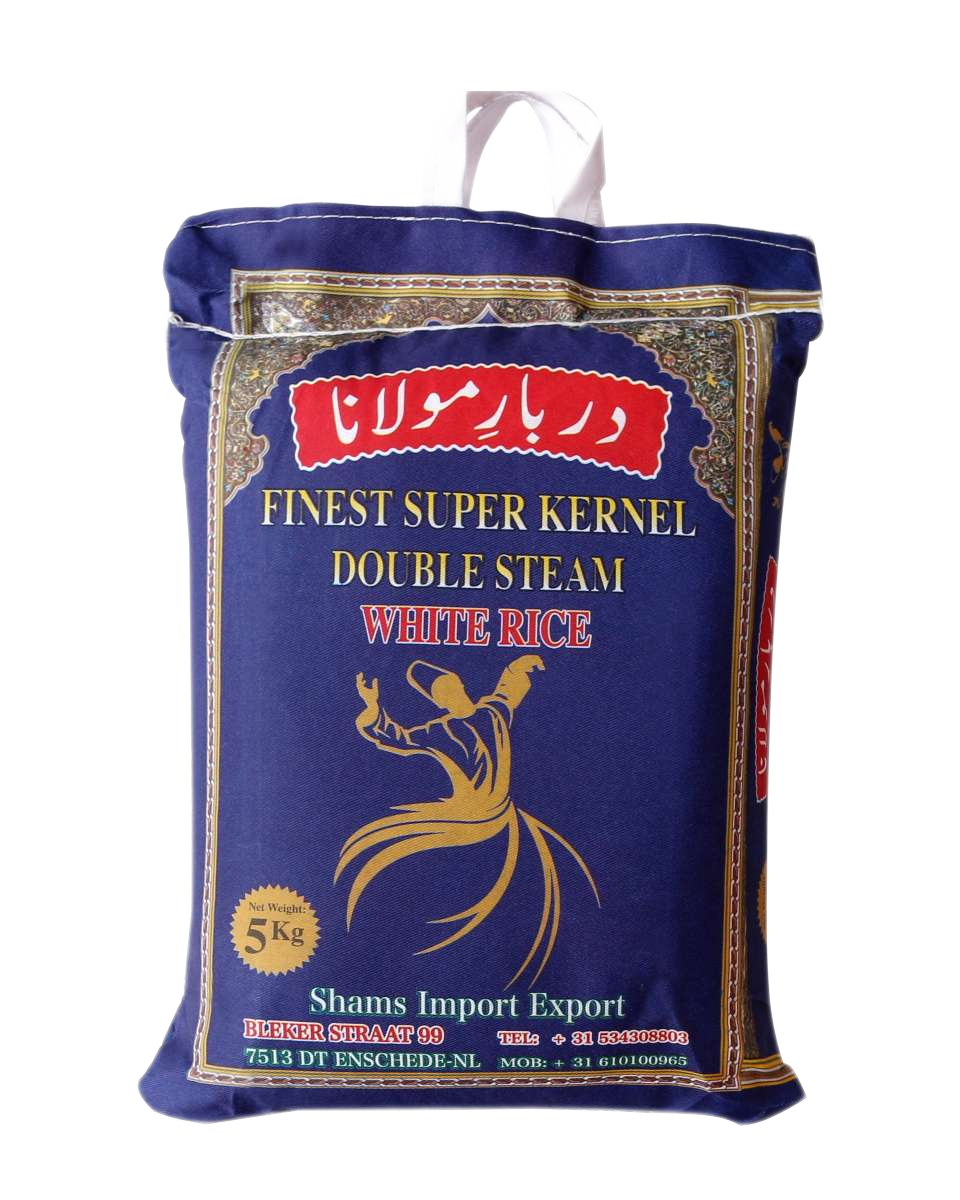 دربارِ مولانا
FINEST SUPER KERNEL
DOUBLE STEAM
WHITE RICE
Net Weight:
5Kg
Shams Import Export
BLEKER STRAAT 99 TEL: + 31 534308803
7513 DT ENSCHEDE-NL MOB: + 31 610100965